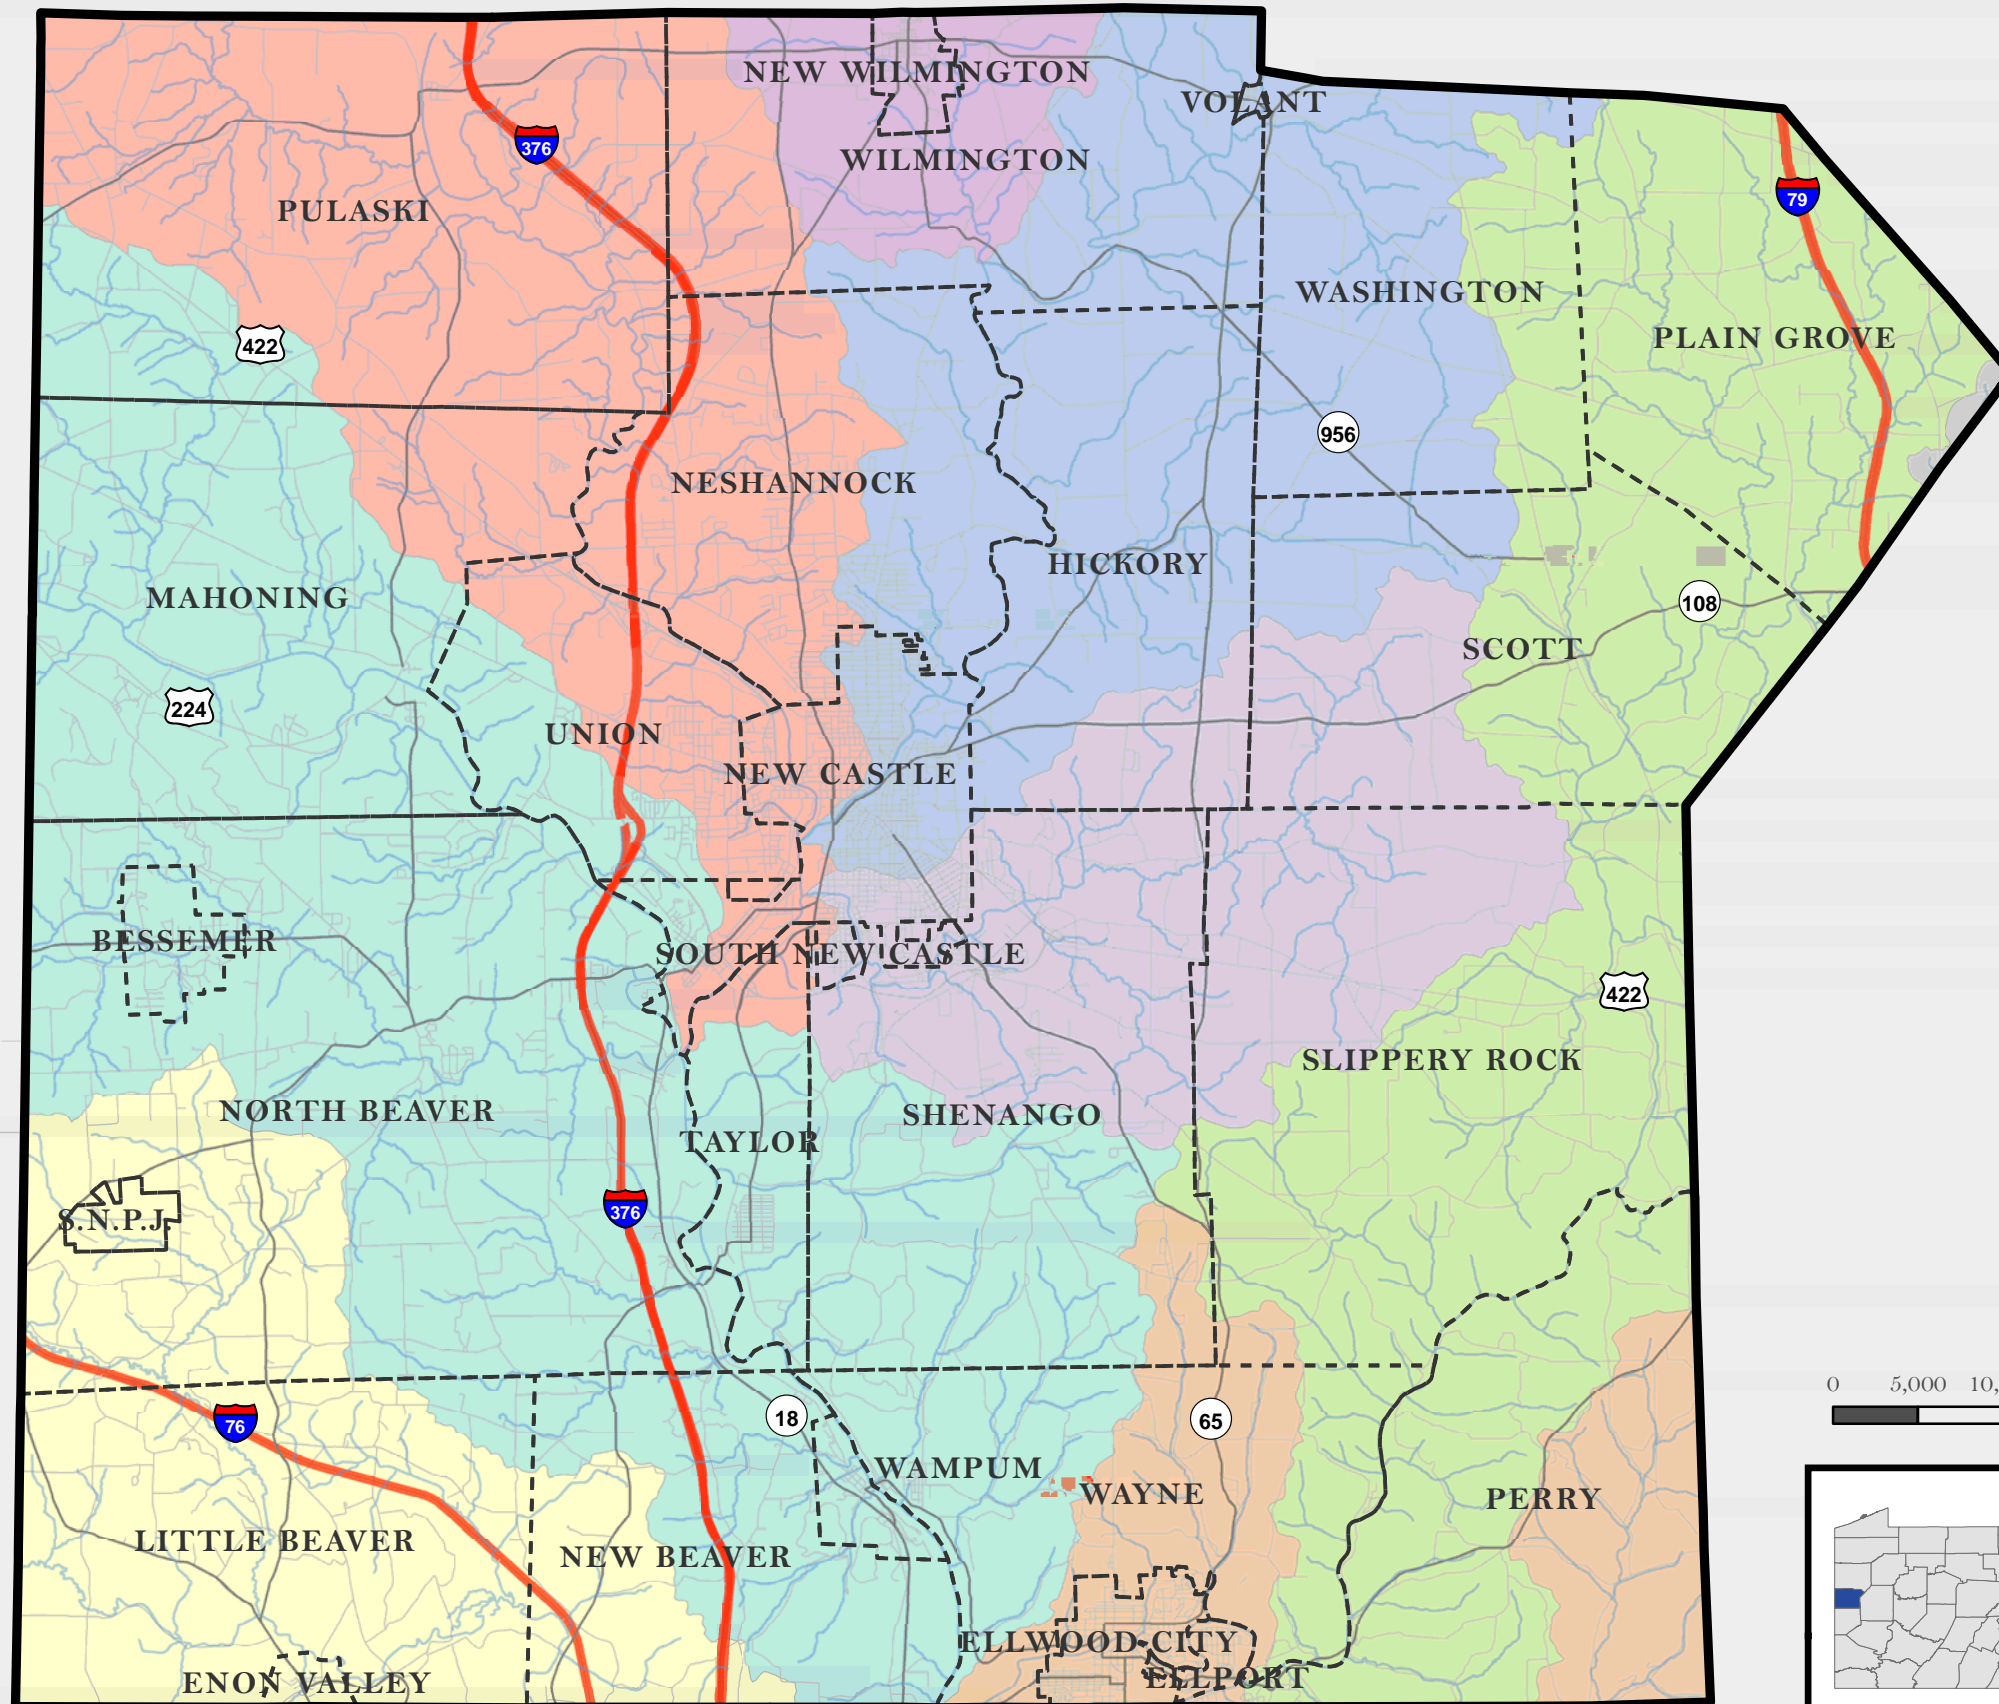 NEW WILMINGTON
VOLANT
376
WILMINGTON
79
PULASKI
WASHINGTON
PLAIN GROVE
422
956
NESHANNOCK
HICKORY
MAHONING
108
SCOTT
224
UNION
NEW CASTLE
BESSEMER
SOUTH NEW CASTLE
422
SLIPPERY ROCK
NORTH BEAVER
SHENANGO
TAYLOR
S.N.P.J.
376
0 5,000 10,
76
18
65
WAMPUM
WAYNE
PERRY
LITTLE BEAVER
NEW BEAVER
ELLWOOD CITY
ELLPORT
ENON VALLEY